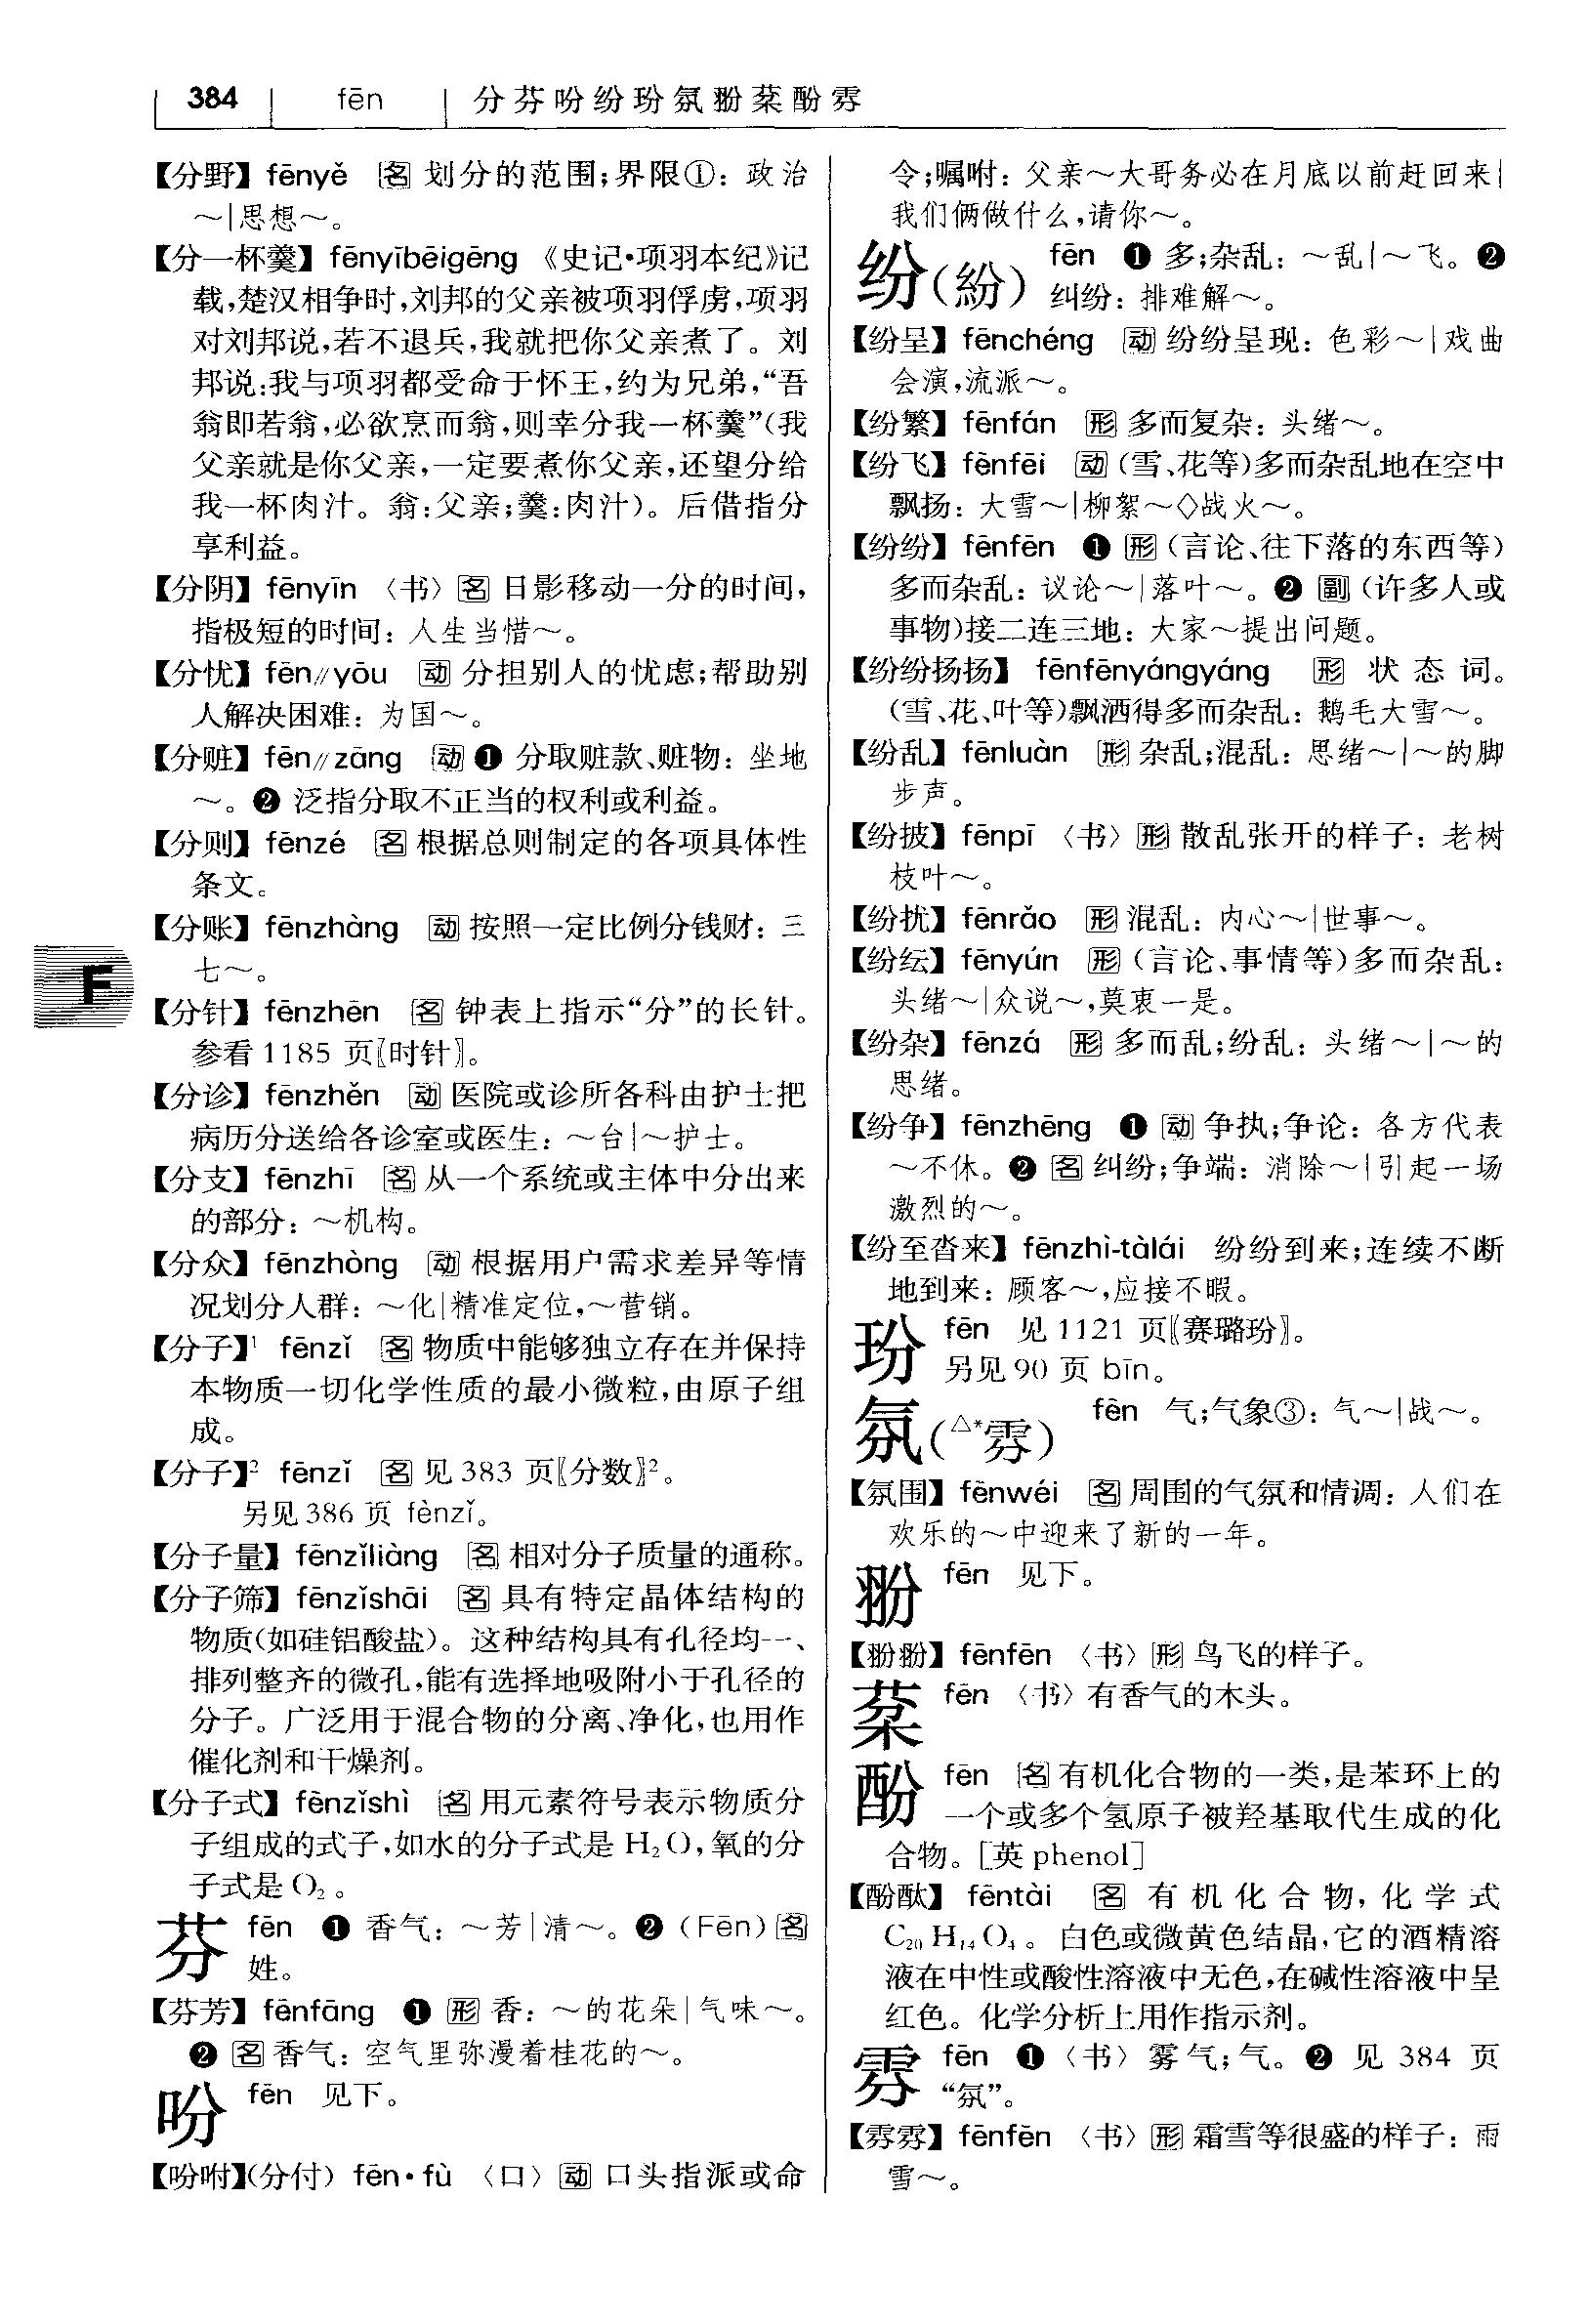 384 fēn 分芬吩纷玢氛翂棻酚雰
【分野】fēnyě 名 划分的范围;界限①：政治
～|思想～。
【分一杯羹】fēnyībēigēng 《史记·项羽本纪》记
载,楚汉相争时,刘邦的父亲被项羽俘虏,项羽
对刘邦说,若不退兵,我就把你父亲煮了。刘
邦说:我与项羽都受命于怀王,约为兄弟,“吾
翁即若翁,必欲烹而翁,则幸分我一杯羹”(我
父亲就是你父亲,一定要煮你父亲,还望分给
我一杯肉汁。翁:父亲;羹:肉汁)。后借指分
享利益。
【分阴】fēnyīn 〈书〉名 日影移动一分的时间,
指极短的时间：人生当惜～。
【分忧】fēn//yōu 动 分担别人的忧虑;帮助别
人解决困难：为国～。
【分赃】fēn//zāng 动 ❶ 分取赃款、赃物：坐地
～。❷ 泛指分取不正当的权利或利益。
【分则】fēnzé 名 根据总则制定的各项具体性
条文。
【分账】fēnzhàng 动 按照一定比例分钱财：三
七～。
F
【分针】fēnzhēn 名 钟表上指示“分”的长针。
参看1185 页〖时针〗。
【分诊】fēnzhěn 动 医院或诊所各科由护士把
病历分送给各诊室或医生：～台|～护士。
【分支】fēnzhī 名 从一个系统或主体中分出来
的部分：～机构。
【分众】fēnzhòng 动 根据用户需求差异等情
况划分人群：～化|精准定位,～营销。
【分子】¹ fēnzǐ 名 物质中能够独立存在并保持
本物质一切化学性质的最小微粒,由原子组
成。
【分子】² fēnzǐ 名 见 383 页〖分数〗²。
另见386 页 fènzǐ。
【分子量】fēnzǐliàng 名 相对分子质量的通称。
【分子筛】fēnzǐshāi 名 具有特定晶体结构的
物质(如硅铝酸盐)。这种结构具有孔径均一、
排列整齐的微孔,能有选择地吸附小于孔径的
分子。广泛用于混合物的分离、净化,也用作
催化剂和干燥剂。
【分子式】fēnzǐshì 名 用元素符号表示物质分
子组成的式子,如水的分子式是 H₂O,氧的分
子式是 O₂。
芬 fēn ❶ 香气：～芳|清～。❷（Fēn）名
姓。
【芬芳】fēnfāng ❶ 形 香：～的花朵|气味～。
❷ 名 香气：空气里弥漫着桂花的～。
吩 fēn 见下。
【吩咐】(分付) fēn·fù 〈口〉动 口头指派或命
令;嘱咐：父亲～大哥务必在月底以前赶回来|
我们俩做什么,请你～。
纷(紛) fēn ❶ 多;杂乱：～乱|～飞。❷
纠纷：排难解～。
【纷呈】fēnchéng 动 纷纷呈现：色彩～|戏曲
会演,流派～。
【纷繁】fēnfán 形 多而复杂：头绪～。
【纷飞】fēnfēi 动 (雪、花等)多而杂乱地在空中
飘扬：大雪～|柳絮～◇战火～。
【纷纷】fēnfēn ❶ 形 (言论、往下落的东西等)
多而杂乱：议论～|落叶～。❷ 副 (许多人或
事物)接二连三地：大家～提出问题。
【纷纷扬扬】fēnfēnyángyáng 形 状态词。
(雪、花、叶等)飘洒得多而杂乱：鹅毛大雪～。
【纷乱】fēnluàn 形 杂乱;混乱：思绪～|～的脚
步声。
【纷披】fēnpī 〈书〉形 散乱张开的样子：老树
枝叶～。
【纷扰】fēnrǎo 形 混乱：内心～|世事～。
【纷纭】fēnyún 形 (言论、事情等)多而杂乱：
头绪～|众说～,莫衷一是。
【纷杂】fēnzá 形 多而乱;纷乱：头绪～|～的
思绪。
【纷争】fēnzhēng ❶ 动 争执;争论：各方代表
～不休。❷ 名 纠纷;争端：消除～|引起一场
激烈的～。
【纷至沓来】fēnzhì-tàlái 纷纷到来;连续不断
地到来：顾客～,应接不暇。
玢 fēn 见1121 页〖赛璐玢〗。
另见90 页 bīn。
氛(△*雰) fēn 气;气象③：气～|战～。
【氛围】fēnwéi 名 周围的气氛和情调：人们在
欢乐的～中迎来了新的一年。
翂 fēn 见下。
【翂翂】fēnfēn 〈书〉形 鸟飞的样子。
棻 fēn 〈书〉有香气的木头。
酚 fēn 名 有机化合物的一类,是苯环上的
一个或多个氢原子被羟基取代生成的化
合物。[英 phenol]
【酚酞】fēntài 名 有机化合物,化学式
C₂₀H₁₄O₄。白色或微黄色结晶,它的酒精溶
液在中性或酸性溶液中无色,在碱性溶液中呈
红色。化学分析上用作指示剂。
雰 fēn ❶〈书〉雾气;气。❷ 见 384 页
“氛”。
【雰雰】fēnfēn 〈书〉形 霜雪等很盛的样子：雨
雪～。